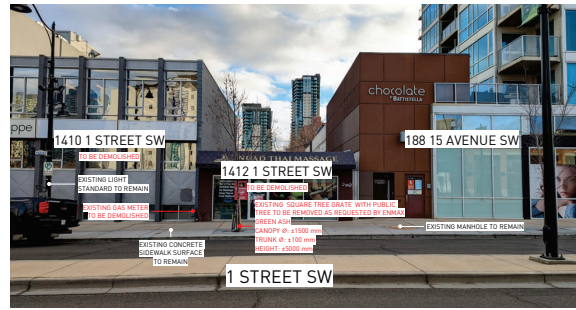 chocolate
BY BATTISTELLA
ppe
1410 1 STREET SW
TO BE DEMOLISHED
188 15 AVENUE SW
THAI MASSAGE
1412 1 STREET SW
TO BE DEMOLISHED
EXISTING LIGHT
STANDARD TO REMAIN
EXISTING GAS METER
TO BE DEMOLISHED
EXISTING SQUARE TREE GRATE WITH PUBLIC
TREE TO BE REMOVED AS REQUESTED BY ENMAX
GREEN ASH
CANOPY Ø: ±1500 mm
TRUNK Ø: ±100 mm
HEIGHT: ±5000 mm
EXISTING MANHOLE TO REMAIN
EXISTING CONCRETE
SIDEWALK SURFACE
TO REMAIN
1 STREET SW